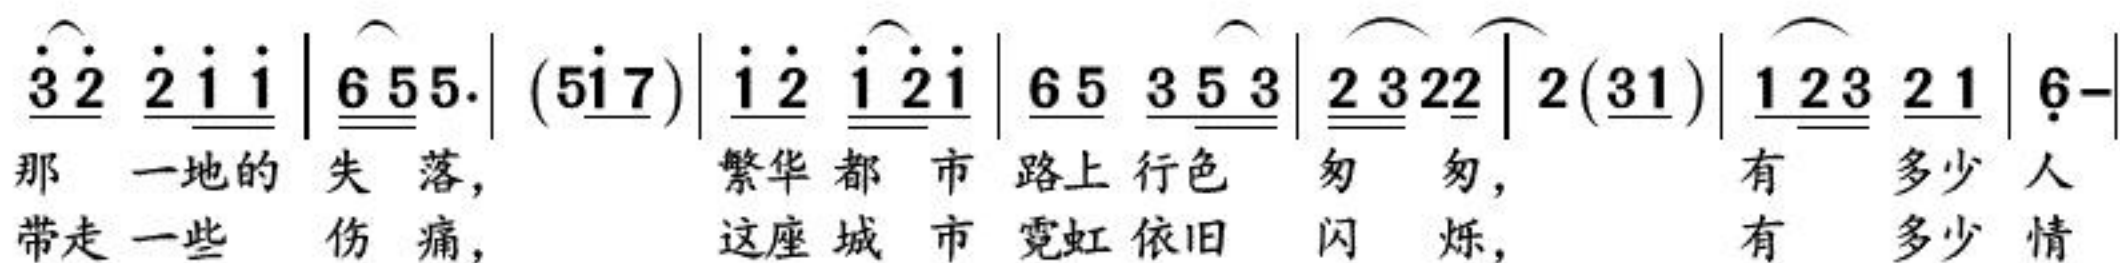 3 2 2 1 1 | 6 5 5. | (5 1 7) | 1 2 1 2 1 | 6 5 3 5 3 | 2 3 2 2 | 2 (3 1) | 1 2 3 2 1 | 6 – |
那 一地的 失 落, 繁华 都 市 路上 行色 匆 匆, 有 多少 人
带走 一些 伤 痛, 这座 城 市 霓虹 依旧 闪 烁, 有 多少 情